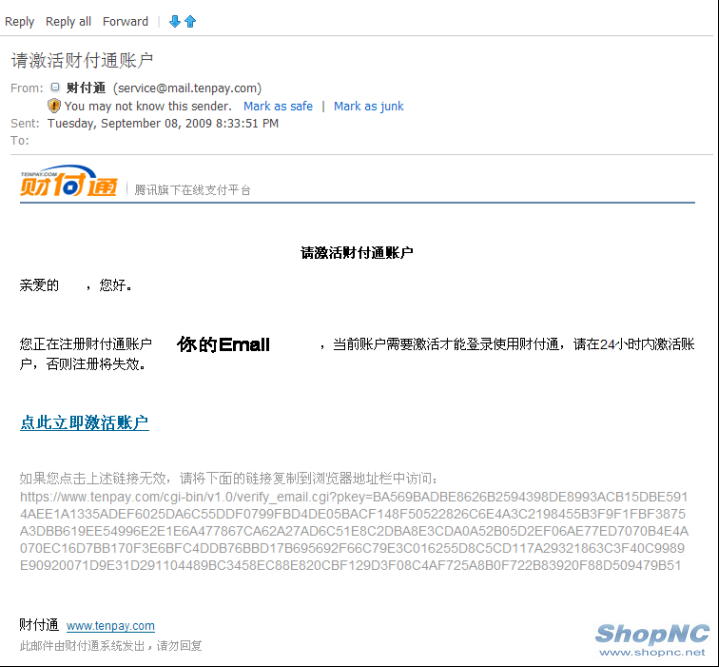 Reply Reply all Forward
请激活财付通账户
From: 财付通 (service@mail.tenpay.com)
You may not know this sender. Mark as safe | Mark as junk
Sent: Tuesday, September 08, 2009 8:33:51 PM
To:
TENPAY.COM
财付通 | 腾讯旗下在线支付平台
请激活财付通账户
亲爱的 ，您好。
您正在注册财付通账户 你的Email ，当前账户需要激活才能登录使用财付通，请在24小时内激活账
户，否则注册将失效。
点此立即激活账户
如果您点击上述链接无效，请将下面的链接复制到浏览器地址栏中访问：
https://www.tenpay.com/cgi-bin/v1.0/verify_email.cgi?pkey=BA569BADBE8626B2594398DE8993ACB15DBE591
4AEE1A1335ADEF6025DA6C55DDF0799FBD4DE05BACF148F50522826C6E4A3C2198455B3F9F1FBF3875
A3DBB619EE54996E2E1E6A477867CA62A27AD6C51E8C2DBA8E3CDA0A52B05D2EF06AE77ED7070B4E4A
070EC16D7BB170F3E6BFC4DDB76BBD17B695692F66C79E3C016255D8C5CD117A29321863C3F40C9989
E90920071D9E31D291104489BC3458EC88E820CBF129D3F08C4AF725A8B0F722B83920F88D509479B51
财付通 www.tenpay.com
此邮件由财付通系统发出，请勿回复
ShopNC
www.shopnc.net